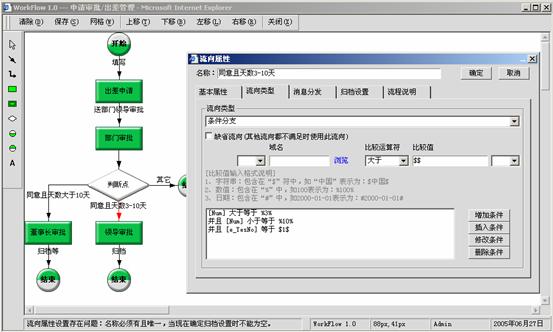 WorkFlow 1.0 --- 申请审批/出差管理 - Microsoft Internet Explorer
清除(D) 保存(S) 网格(W) 上移(T) 下移(B) 左移(L) 右移(R) 关闭(C)
开始
填写
出差申请
送部门领导审批
部门审批
判断点
其它
同意且天数大于10天
同意且天数3-10天
董事长审批
领导审批
归档等
归档
结束
结束
A
流向属性
名称: 同意且天数3-10天
确定
取消
基本属性 流向类型 消息分发 归档设置 流程说明
流向类型
条件分支
缺省流向(其他流向都不满足时使用此流向)
域名 比较运算符 比较值
浏览 大于 $$
[比较值输入格式说明]
1. 字符串：包含在“$”符中，如“中国”表示为：$中国$
2. 数值：包含在“%”中，如100表示为：%100%
3. 日期：包含在“#”中，如2000-01-01表示为：#2000-01-01#
[Num] 大于等于 %3%
并且 [Num] 小于等于 %10%
并且 [e_YesNo] 等于 $1$
增加条件
插入条件
修改条件
删除条件
流向属性设置存在问题：名称必须有且唯一，当现在确定归档设置时不能为空。
WorkFlow 1.0
88px,41px
Admin
2005年06月27日